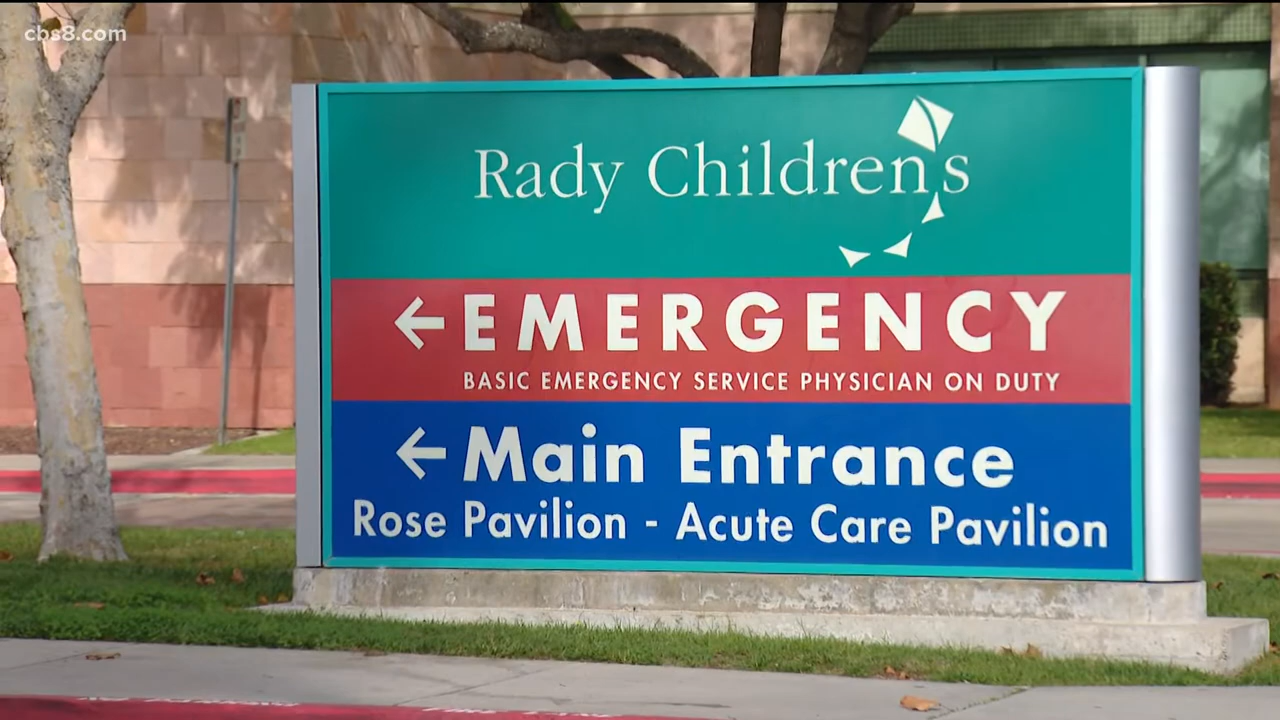 cbs8.com
Rady Children's
← EMERGENCY
BASIC EMERGENCY SERVICE PHYSICIAN ON DUTY
← Main Entrance
Rose Pavilion - Acute Care Pavilion